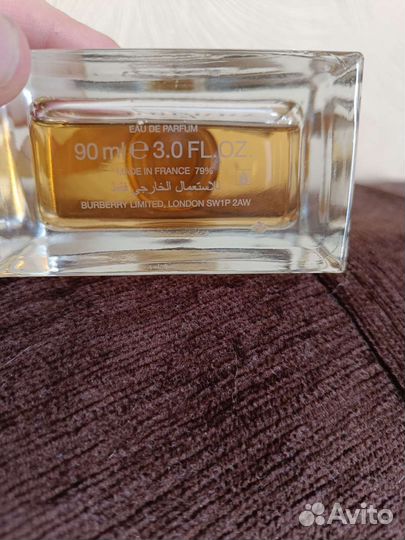 EAU DE PARFUM
90 ml e 3.0 FL.OZ.
MADE IN FRANCE 79%
للاستعمال الخارجي فقط
BURBERRY LIMITED, LONDON SW1P 2AW
Avito